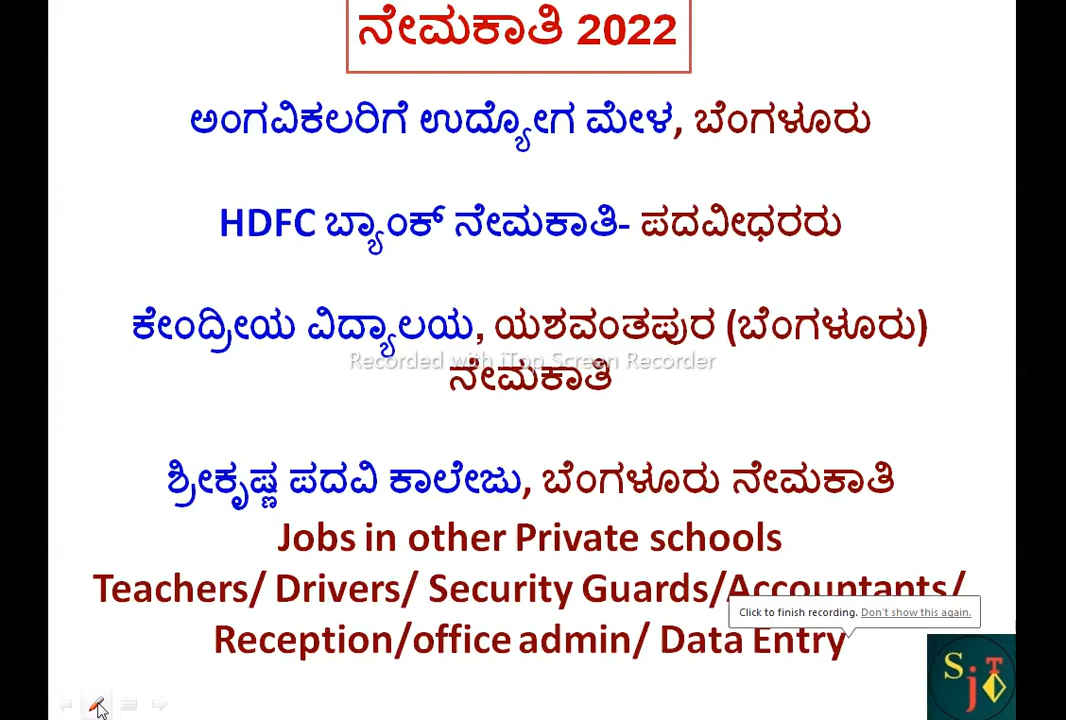 ನೇಮಕಾತಿ 2022
ಅಂಗವಿಕಲರಿಗೆ ಉದ್ಯೋಗ ಮೇಳ, ಬೆಂಗಳೂರು
HDFC ಬ್ಯಾಂಕ್ ನೇಮಕಾತಿ- ಪದವೀಧರರು
ಕೇಂದ್ರೀಯ ವಿದ್ಯಾಲಯ, ಯಶವಂತಪುರ (ಬೆಂಗಳೂರು)
Recorded with iTop Screen Recorder
ನೇಮಕಾತಿ
ಶ್ರೀಕೃಷ್ಣ ಪದವಿ ಕಾಲೇಜು, ಬೆಂಗಳೂರು ನೇಮಕಾತಿ
Jobs in other Private schools
Teachers/ Drivers/ Security Guards/Accountants/
Click to finish recording. Don't show this again.
Reception/office admin/ Data Entry
SjT